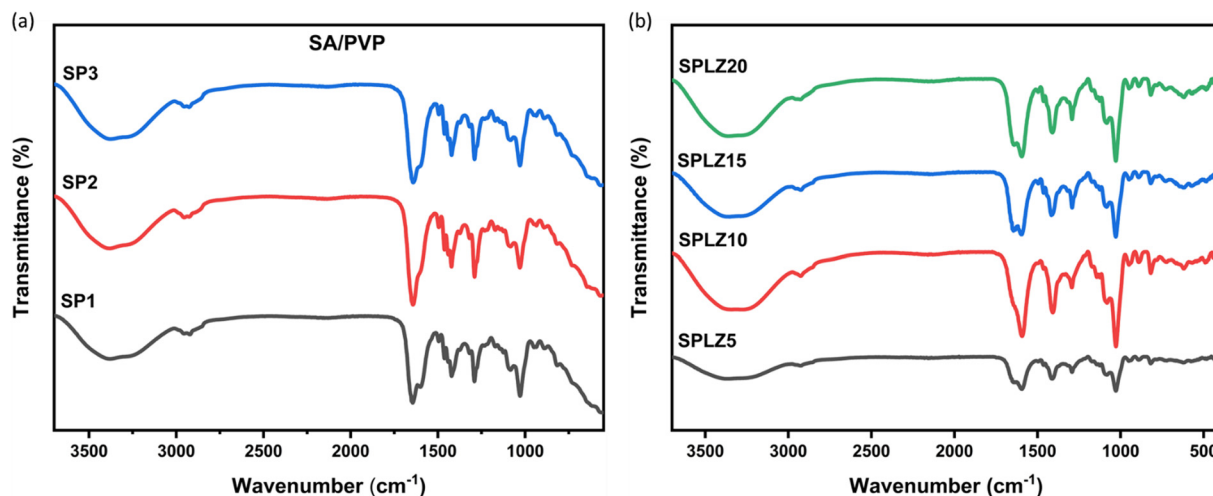 (a)
SA/PVP
SP3
SP2
SP1
Transmittance (%)
3500 3000 2500 2000 1500 1000
Wavenumber (cm-1)
(b)
SPLZ20
SPLZ15
SPLZ10
SPLZ5
Transmittance (%)
3500 3000 2500 2000 1500 1000 500
Wavenumber (cm-1)